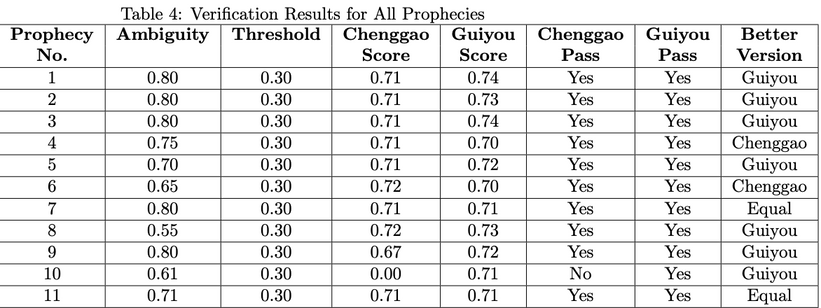 Table 4: Verification Results for All Prophecies
Prophecy No. Ambiguity Threshold Chenggao Score Guiyou Score Chenggao Pass Guiyou Pass Better Version
1 0.80 0.30 0.71 0.74 Yes Yes Guiyou
2 0.80 0.30 0.71 0.73 Yes Yes Guiyou
3 0.80 0.30 0.71 0.74 Yes Yes Guiyou
4 0.75 0.30 0.71 0.70 Yes Yes Chenggao
5 0.70 0.30 0.71 0.72 Yes Yes Guiyou
6 0.65 0.30 0.72 0.70 Yes Yes Chenggao
7 0.80 0.30 0.71 0.71 Yes Yes Equal
8 0.55 0.30 0.72 0.73 Yes Yes Guiyou
9 0.80 0.30 0.67 0.72 Yes Yes Guiyou
10 0.61 0.30 0.00 0.71 No Yes Guiyou
11 0.71 0.30 0.71 0.71 Yes Yes Equal